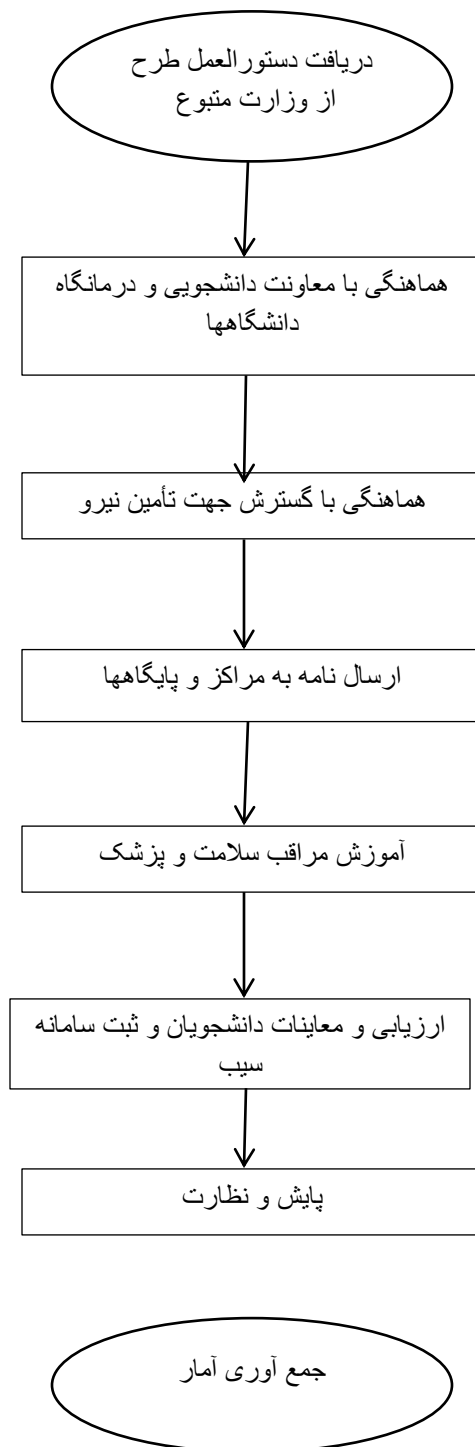 دریافت دستورالعمل طرح
از وزارت متبوع
هماهنگی با معاونت دانشجویی و درمانگاه
دانشگاهها
هماهنگی با گسترش جهت تأمین نیرو
ارسال نامه به مراکز و پایگاهها
آموزش مراقب سلامت و پزشک
ارزیابی و معاینات دانشجویان و ثبت سامانه
سیب
پایش و نظارت
جمع آوری آمار